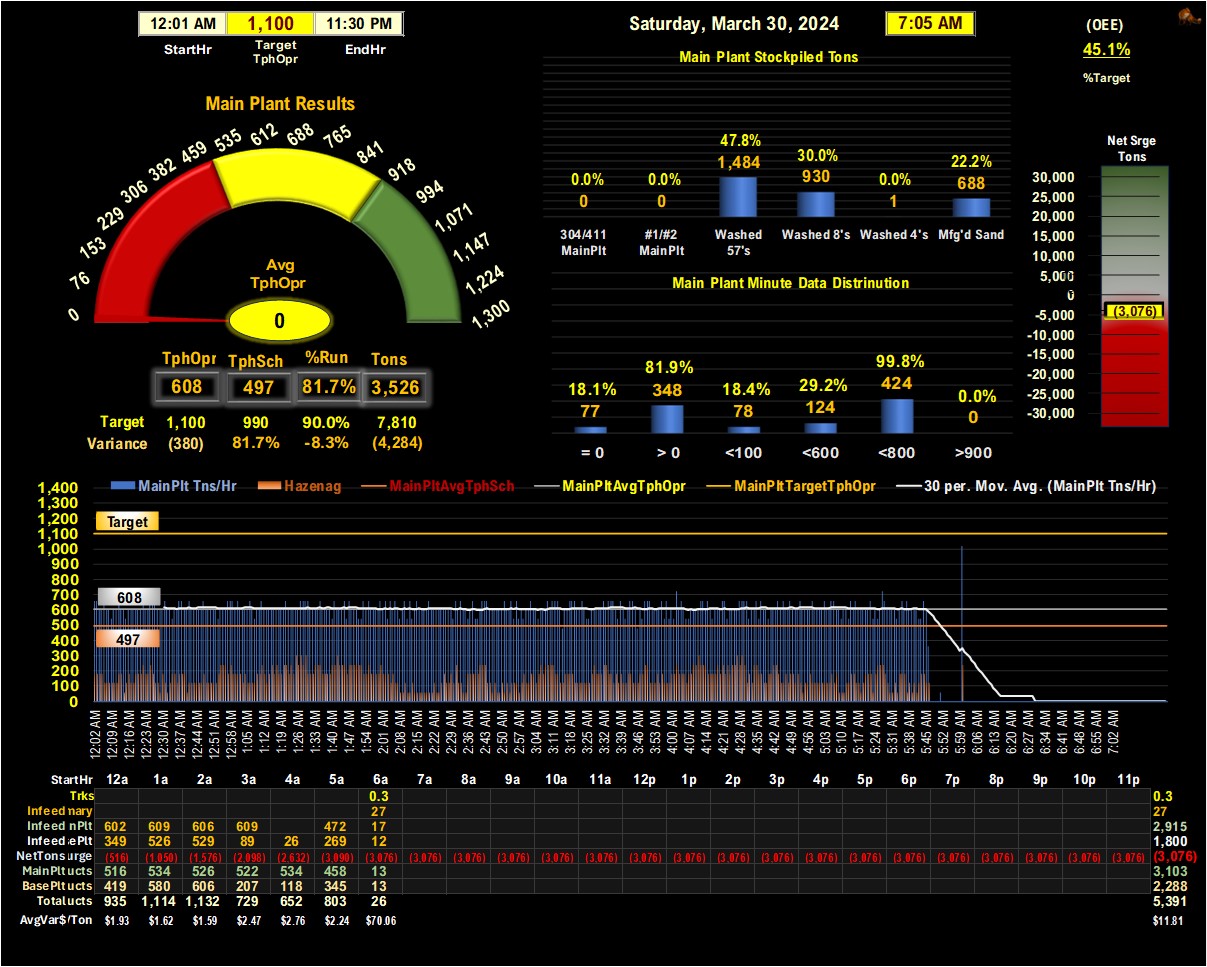 12:01 AM 1,100 11:30 PM
StartHr Target TphOpr EndHr
Saturday, March 30, 2024 7:05 AM
(OEE)
45.1%
%Target
Main Plant Results
0 76 153 229 306 382 459 535 612 688 765 841 918 994 1,071 1,147 1,224 1,300
Avg
TphOpr
0
TphOpr TphSch %Run Tons
608 497 81.7% 3,526
Target 1,100 990 90.0% 7,810
Variance (380) 81.7% -8.3% (4,284)
Main Plant Stockpiled Tons
0.0% 0.0% 47.8% 30.0% 0.0% 22.2%
0 0 1,484 930 1 688
304/411 MainPlt #1/#2 MainPlt Washed 57's Washed 8's Washed 4's Mfg'd Sand
Main Plant Minute Data Distrinution
18.1% 81.9% 18.4% 29.2% 99.8% 0.0%
77 348 78 124 424 0
= 0 > 0 <100 <600 <800 >900
Net Srge
Tons
30,000
25,000
20,000
15,000
10,000
5,000
0
-5,000
-10,000
-15,000
-20,000
-25,000
-30,000
(3,076)
MainPlt Tns/Hr Hazenag MainPltAvgTphSch MainPltAvgTphOpr MainPltTargetTphOpr 30 per. Mov. Avg. (MainPlt Tns/Hr)
1,400
1,300
1,200
1,100
1,000
900
800
700
600
500
400
300
200
100
0
Target
608
497
12:02 AM 12:09 AM 12:16 AM 12:23 AM 12:30 AM 12:37 AM 12:44 AM 12:51 AM 12:58 AM 1:05 AM 1:12 AM 1:19 AM 1:26 AM 1:33 AM 1:40 AM 1:47 AM 1:54 AM 2:01 AM 2:08 AM 2:15 AM 2:22 AM 2:29 AM 2:36 AM 2:43 AM 2:50 AM 2:57 AM 3:04 AM 3:11 AM 3:18 AM 3:25 AM 3:32 AM 3:39 AM 3:46 AM 3:53 AM 4:00 AM 4:07 AM 4:14 AM 4:21 AM 4:28 AM 4:35 AM 4:42 AM 4:49 AM 4:56 AM 5:03 AM 5:10 AM 5:17 AM 5:24 AM 5:31 AM 5:38 AM 5:45 AM 5:52 AM 5:59 AM 6:06 AM 6:13 AM 6:20 AM 6:27 AM 6:34 AM 6:41 AM 6:48 AM 6:55 AM 7:02 AM
StartHr 12a 1a 2a 3a 4a 5a 6a 7a 8a 9a 10a 11a 12p 1p 2p 3p 4p 5p 6p 7p 8p 9p 10p 11p
Trks 0.3 0.3
Infeed nary 27 27
Infeed nPlt 602 609 606 609 472 17 2,915
Infeed ePlt 349 526 529 89 26 269 12 1,800
NetTons urge (516) (1,050) (1,576) (2,098) (2,632) (3,090) (3,076) (3,076) (3,076) (3,076) (3,076) (3,076) (3,076) (3,076) (3,076) (3,076) (3,076) (3,076) (3,076) (3,076) (3,076) (3,076) (3,076) (3,076) (3,076)
MainPlt ucts 516 534 526 522 534 458 13 3,103
BasePlt ucts 419 580 606 207 118 345 13 2,288
Total ucts 935 1,114 1,132 729 652 803 26 5,391
AvgVar$/Ton $1.93 $1.62 $1.59 $2.47 $2.76 $2.24 $70.06 $11.81